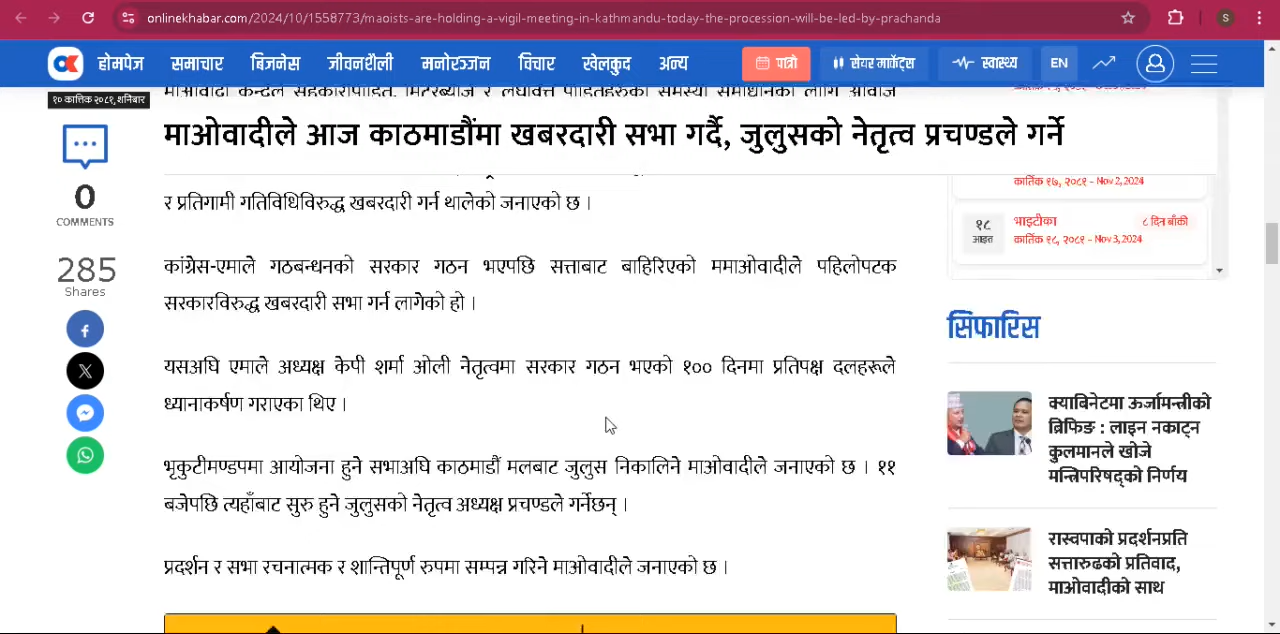 onlinekhabar.com/2024/10/1558773/maoists-are-holding-a-vigil-meeting-in-kathmandu-today-the-procession-will-be-led-by-prachanda
S
होमपेज समाचार बिजनेस जीवनशैली मनोरञ्जन विचार खेलकुद अन्य पात्रो सेयर मार्केट्स स्वास्थ्य EN
१० कात्तिक २०८१, शनिबार
माओवादीले आज काठमाडौंमा खबरदारी सभा गर्दै, जुलुसको नेतृत्व प्रचण्डले गर्ने
0
COMMENTS
285
Shares
र प्रतिगामी गतिविधिविरुद्ध खबरदारी गर्न थालेको जनाएको छ ।
कांग्रेस-एमाले गठबन्धनको सरकार गठन भएपछि सत्ताबाट बाहिरिएको ममाओवादीले पहिलोपटक
सरकारविरुद्ध खबरदारी सभा गर्न लागेको हो ।
यसअघि एमाले अध्यक्ष केपी शर्मा ओली नेतृत्वमा सरकार गठन भएको १०० दिनमा प्रतिपक्ष दलहरूले
ध्यानाकर्षण गराएका थिए ।
भृकुटीमण्डपमा आयोजना हुने सभाअघि काठमाडौं मलबाट जुलुस निकालिने माओवादीले जनाएको छ । ११
बजेपछि त्यहाँबाट सुरु हुने जुलुसको नेतृत्व अध्यक्ष प्रचण्डले गर्नेछन् ।
प्रदर्शन र सभा रचनात्मक र शान्तिपूर्ण रुपमा सम्पन्न गरिने माओवादीले जनाएको छ ।
कार्तिक १७, २०८१ - Nov 2, 2024
१८
आइत
भाइटीका
८ दिन बाँकी
कार्तिक १८, २०८१ - Nov 3, 2024
सिफारिस
क्याबिनेटमा ऊर्जामन्त्रीको
ब्रिफिङ : लाइन नकाट्न
कुलमानले खोजे
मन्त्रिपरिषद्को निर्णय
रास्वपाको प्रदर्शनप्रति
सत्तारुढको प्रतिवाद,
माओवादीको साथ